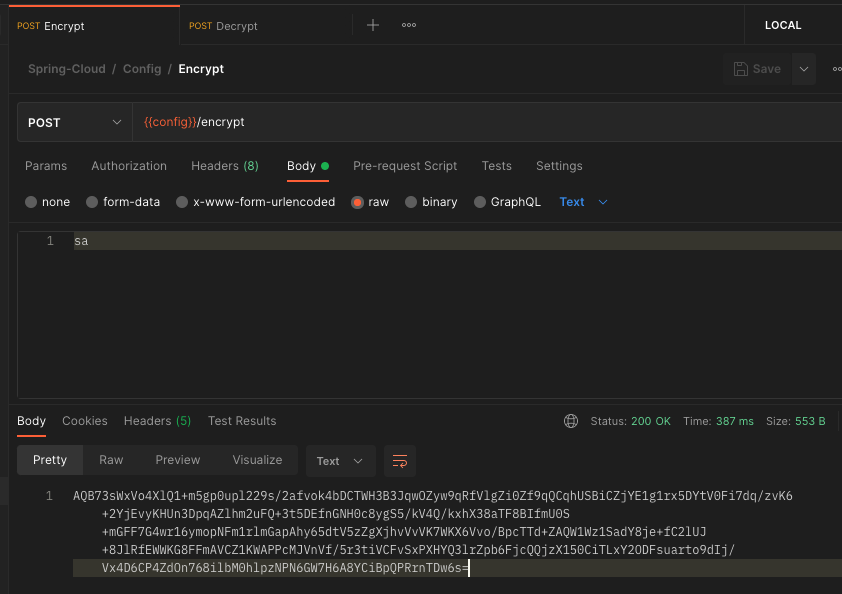 POST Encrypt POST Decrypt LOCAL
Spring-Cloud / Config / Encrypt Save
POST {{config}}/encrypt
Params Authorization Headers (8) Body Pre-request Script Tests Settings
none form-data x-www-form-urlencoded raw binary GraphQL Text
1 sa
Body Cookies Headers (5) Test Results Status: 200 OK Time: 387 ms Size: 553 B
Pretty Raw Preview Visualize Text
1 AQB73sWxVo4XlQ1+m5gp0upl229s/2afvok4bDCTWH3B3JqwOZyw9qRfVlgZi0Zf9qQCqhUSBiCZjYE1g1rx5DYtV0Fi7dq/zvK6
+2YjEvyKHUn3DpqAZlhm2uFQ+3t5DEfnGNH0c8ygS5/kV4Q/kxhX38aTF8BIfmU0S
+mGFF7G4wr16ymopNFm1rlmGapAhy65dtV5zZgXjhvVvVK7WKX6Vvo/BpcTTd+ZAQW1Wz1SadY8je+fC2lUJ
+8JlRfEWWKG8FFmAVCZ1KWAPPcMJVnVf/5r3tiVCFvSxPXHYQ3lrZpb6FjcQQjzX150CiTLxY2ODFsuarto9dIj/
Vx4D6CP4ZdOn768ilbM0hlpzNPN6GW7H6A8YCiBpQPRrnTDw6s=